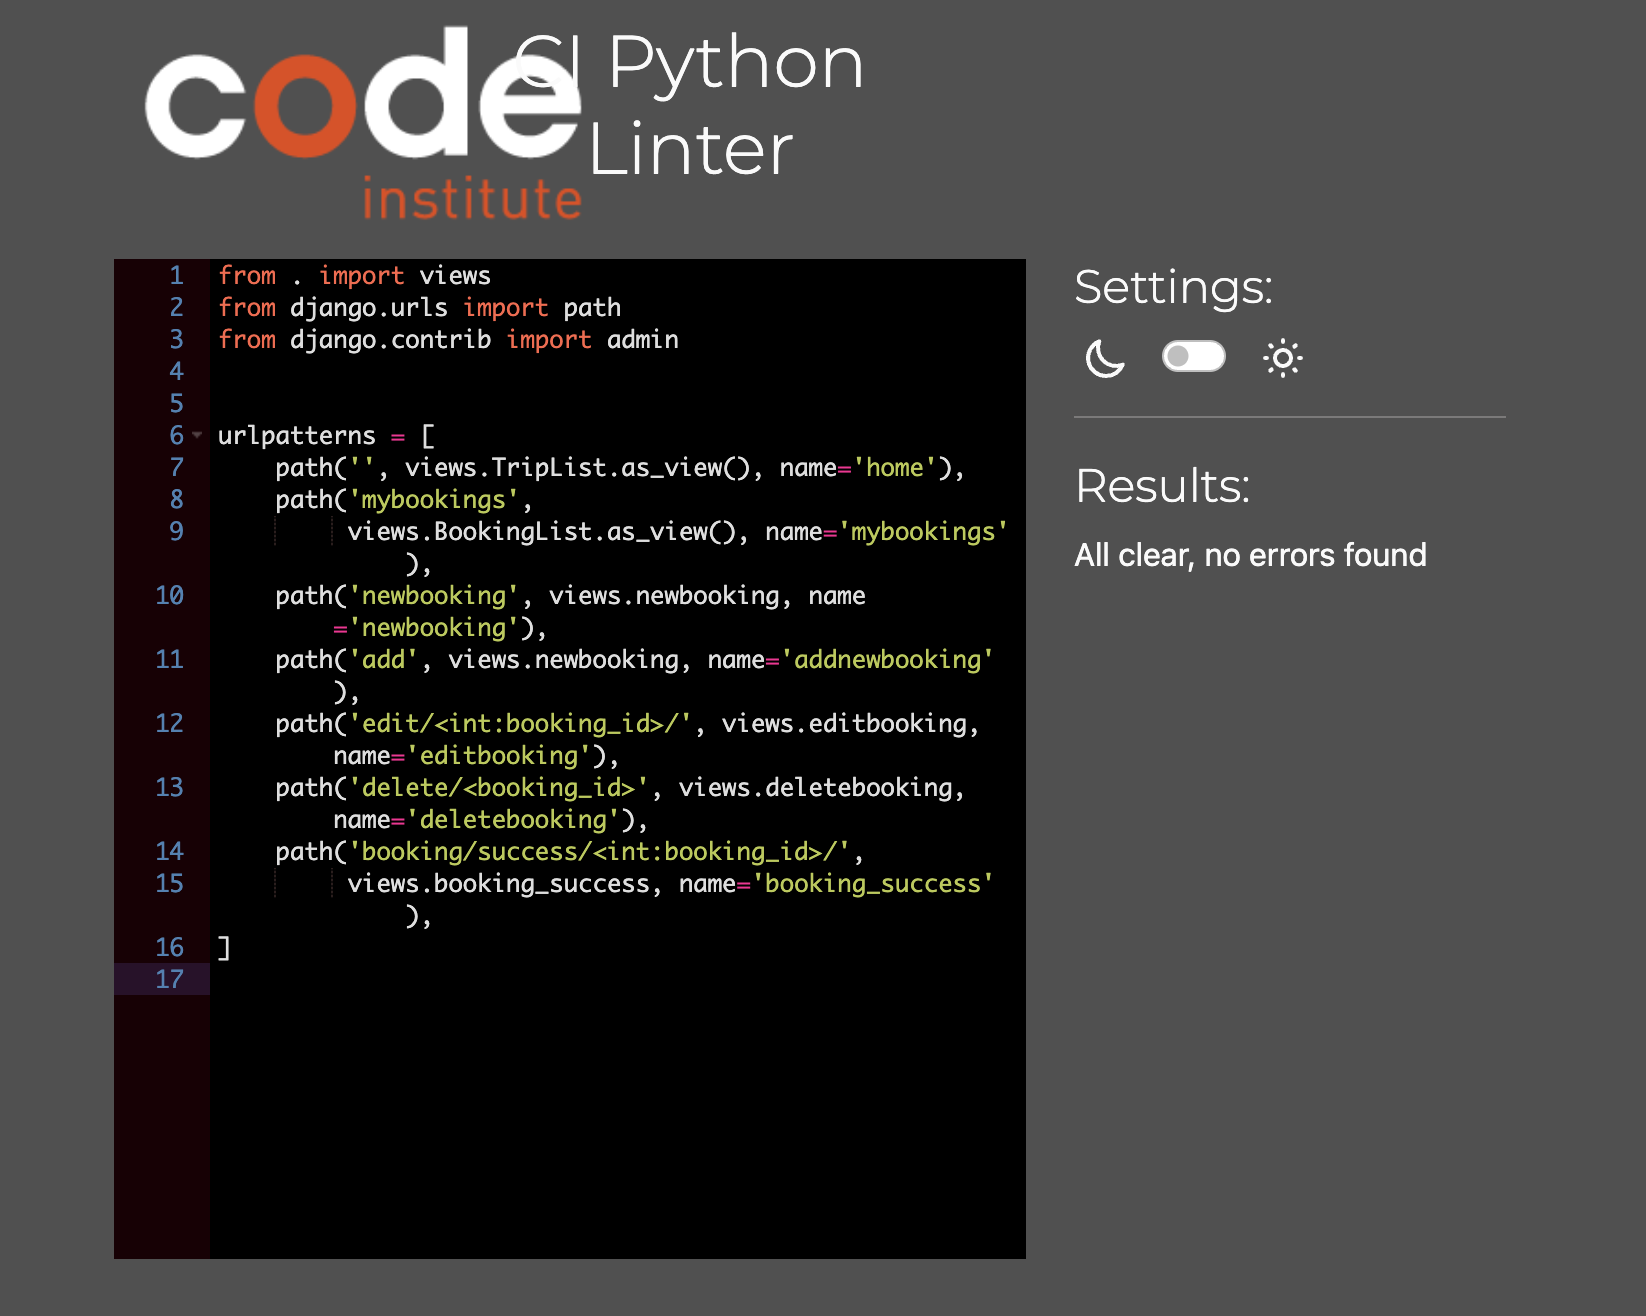 code
institute
CI Python
Linter
1 from . import views
2 from django.urls import path
3 from django.contrib import admin
4
5
6 urlpatterns = [
7     path('', views.TripList.as_view(), name='home'),
8     path('mybookings',
9          views.BookingList.as_view(), name='mybookings'
             ),
10     path('newbooking', views.newbooking, name
        ='newbooking'),
11     path('add', views.newbooking, name='addnewbooking'
        ),
12     path('edit/<int:booking_id>/', views.editbooking,
        name='editbooking'),
13     path('delete/<booking_id>', views.deletebooking,
        name='deletebooking'),
14     path('booking/success/<int:booking_id>/',
15          views.booking_success, name='booking_success'
             ),
16 ]
17
Settings:
Results:
All clear, no errors found